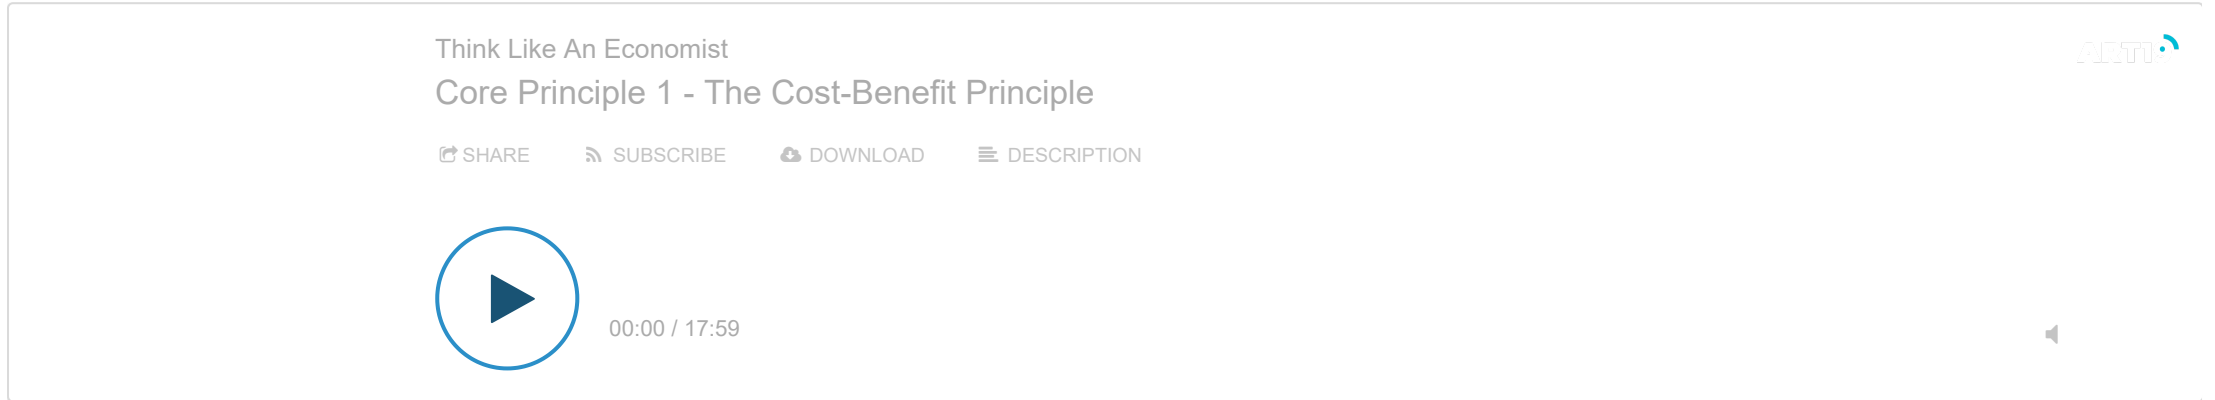 Think Like An Economist
Core Principle 1 - The Cost-Benefit Principle
SHARE SUBSCRIBE DOWNLOAD DESCRIPTION
00:00 / 17:59